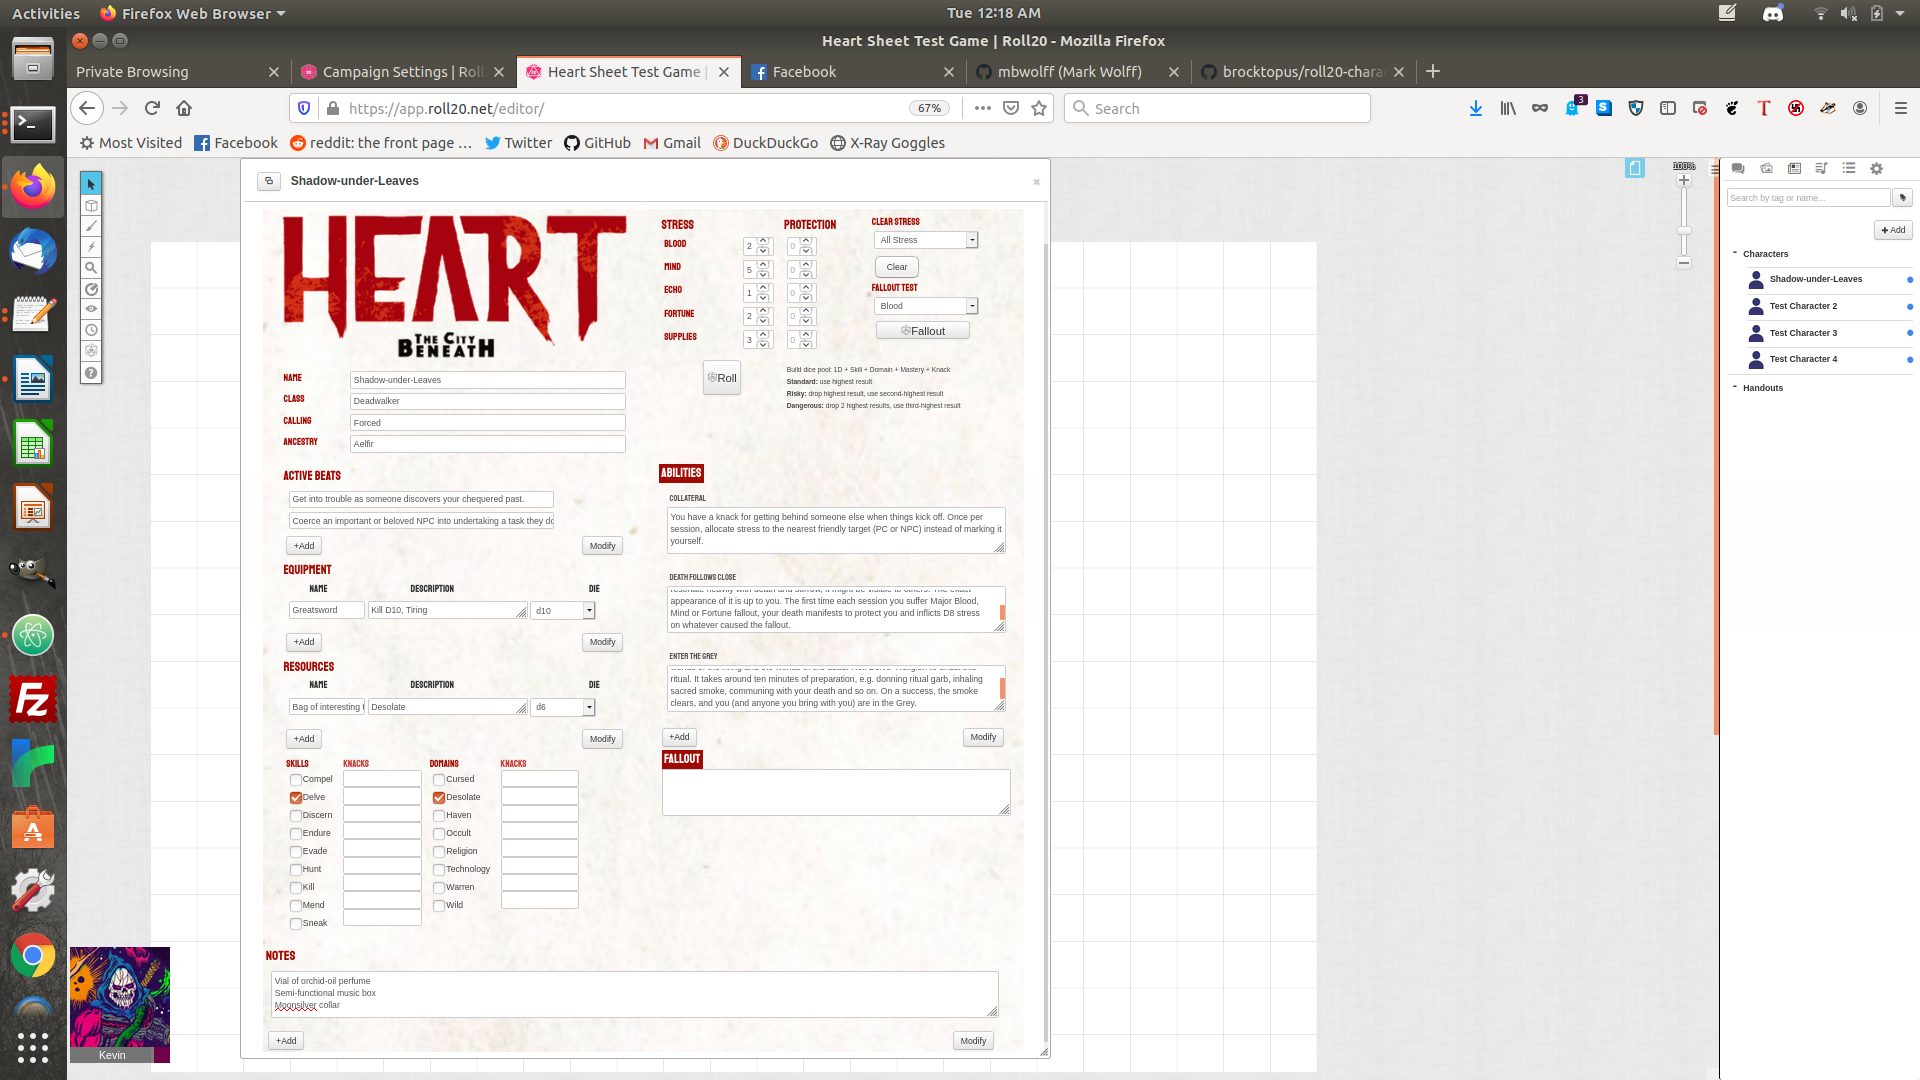 Activities
Firefox Web Browser
Tue 12:18 AM
Heart Sheet Test Game | Roll20 - Mozilla Firefox
Private Browsing
Campaign Settings | Roll
Heart Sheet Test Game |
Facebook
mbwolff (Mark Wolff)
brocktopus/roll20-chara
https://app.roll20.net/editor/
67%
Search
3
Most Visited
Facebook
reddit: the front page …
Twitter
GitHub
Gmail
DuckDuckGo
X-Ray Goggles
Shadow-under-Leaves
100%
HEART
THE CITY
BENEATH
STRESS
PROTECTION
CLEAR STRESS
BLOOD
2
0
All Stress
MIND
5
0
Clear
ECHO
1
0
FALLOUT TEST
Blood
FORTUNE
2
0
Fallout
SUPPLIES
3
0
Roll
Build dice pool: 1D + Skill + Domain + Mastery + Knack
Standard: use highest result
Risky: drop highest result, use second-highest result
Dangerous: drop 2 highest results, use third-highest result
NAME
Shadow-under-Leaves
CLASS
Deadwalker
CALLING
Forced
ANCESTRY
Aelfir
ACTIVE BEATS
Get into trouble as someone discovers your chequered past.
Coerce an important or beloved NPC into undertaking a task they do
+Add
Modify
EQUIPMENT
NAME
DESCRIPTION
DIE
Greatsword
Kill D10, Tiring
d10
+Add
Modify
RESOURCES
NAME
DESCRIPTION
DIE
Bag of interesting
Desolate
d6
+Add
Modify
SKILLS
KNACKS
DOMAINS
KNACKS
Compel
Cursed
Delve
Desolate
Discern
Haven
Endure
Occult
Evade
Religion
Hunt
Technology
Kill
Warren
Mend
Wild
Sneak
ABILITIES
COLLATERAL
You have a knack for getting behind someone else when things kick off. Once per
session, allocate stress to the nearest friendly target (PC or NPC) instead of marking it
yourself.
DEATH FOLLOWS CLOSE
appearance of it is up to you. The first time each session you suffer Major Blood,
Mind or Fortune fallout, your death manifests to protect you and inflicts D8 stress
on whatever caused the fallout.
ENTER THE GREY
ritual. It takes around ten minutes of preparation, e.g. donning ritual garb, inhaling
sacred smoke, communing with your death and so on. On a success, the smoke
clears, and you (and anyone you bring with you) are in the Grey.
+Add
Modify
FALLOUT
NOTES
Vial of orchid-oil perfume
Semi-functional music box
Moonsilver collar
+Add
Modify
Kevin
Search by tag or name...
+ Add
Characters
Shadow-under-Leaves
Test Character 2
Test Character 3
Test Character 4
Handouts